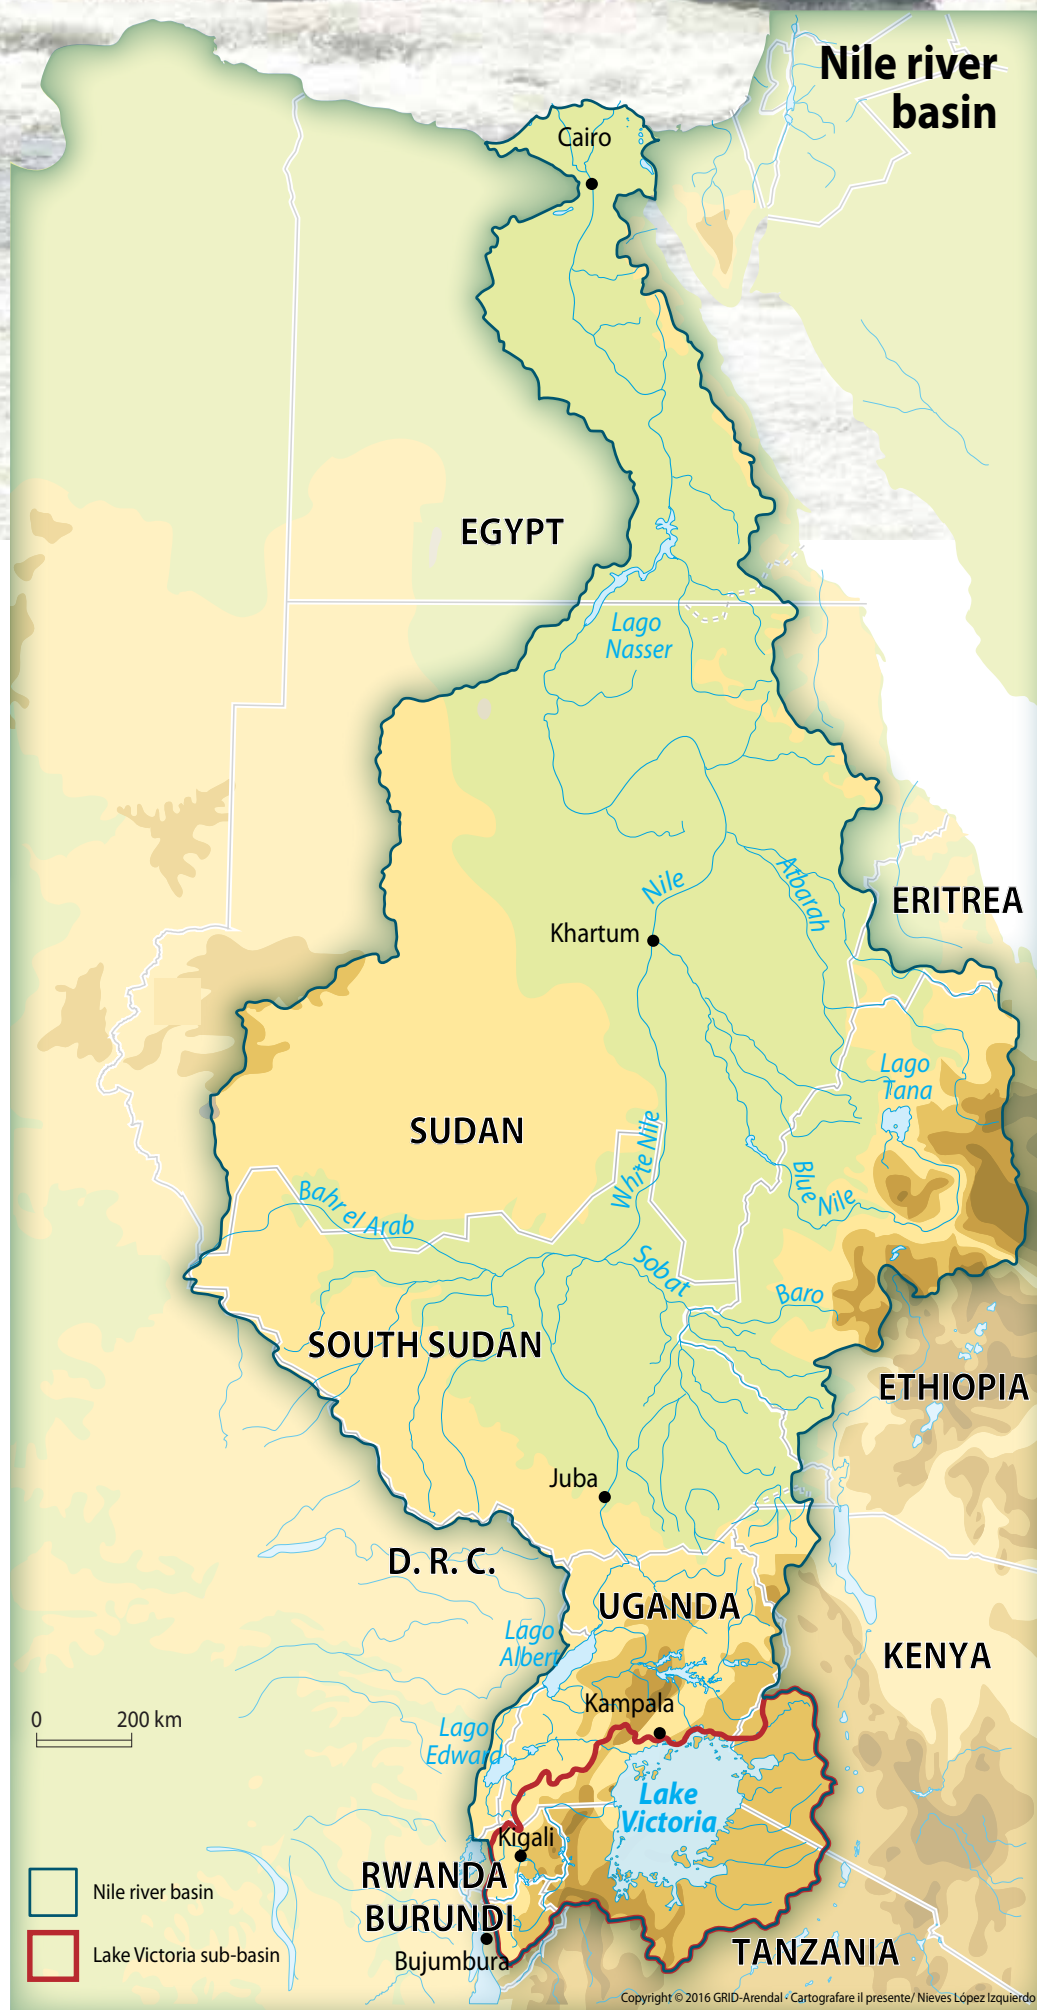 Nile river
basin
Cairo
EGYPT
Lago
Nasser
Nile
Atbarah
ERITREA
Khartum
Lago
Tana
SUDAN
White Nile
Blue Nile
Bahr el Arab
Sobat
Baro
SOUTH SUDAN
ETHIOPIA
Juba
D. R. C.
UGANDA
Lago
Albert
KENYA
Kampala
0 200 km
Lago
Edward
Lake
Victoria
Kigali
RWANDA
Nile river basin
BURUNDI
Lake Victoria sub-basin
TANZANIA
Bujumbura
Copyright © 2016 GRID-Arendal · Cartografare il presente/ Nieves López Izquierdo